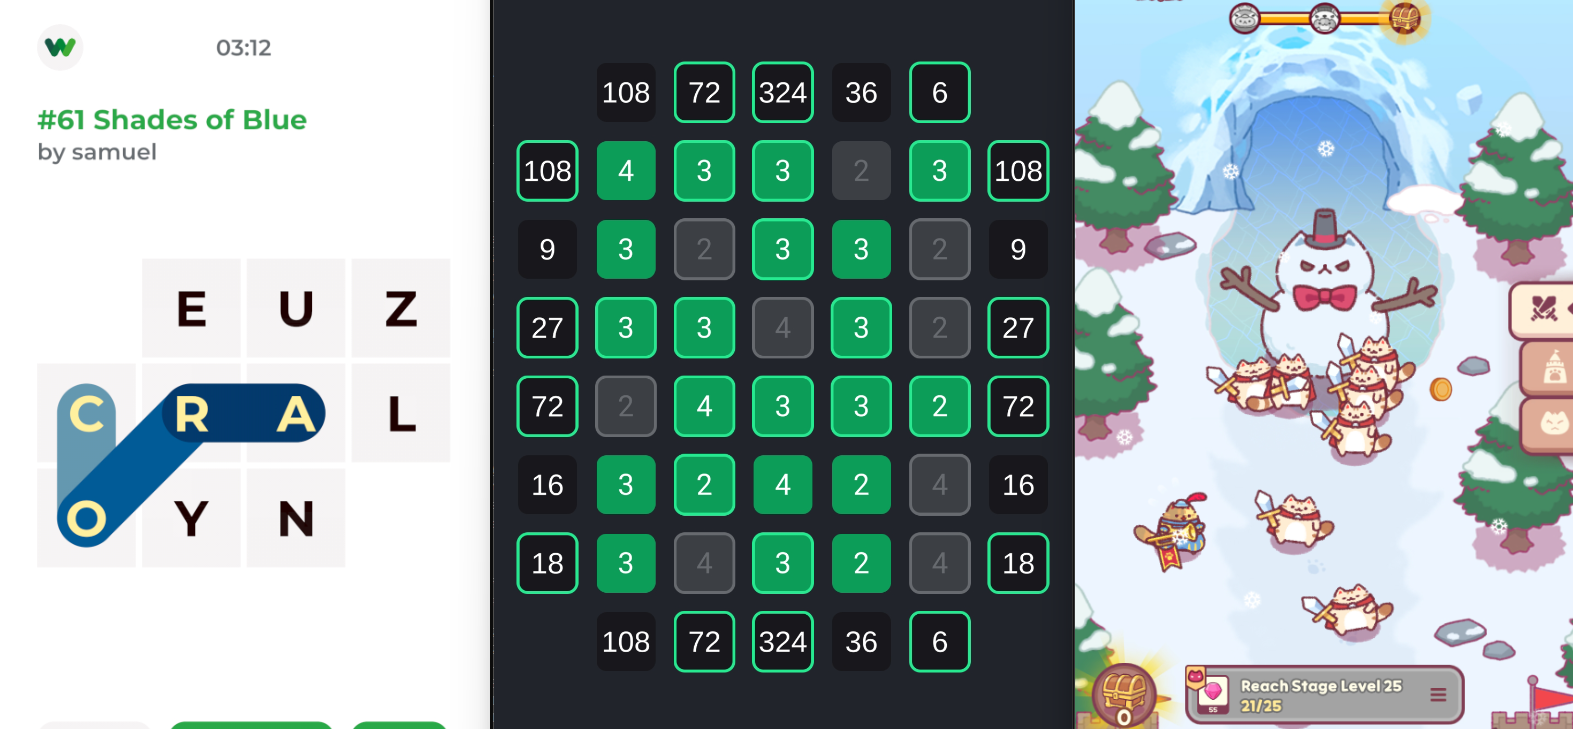 03:12
#61 Shades of Blue
by samuel
E U Z
C R A L
O Y N
108 72 324 36 6
108 4 3 3 2 3 108
9 3 2 3 3 2 9
27 3 3 4 3 2 27
72 2 4 3 3 2 72
16 3 2 4 2 4 16
18 3 4 3 2 4 18
108 72 324 36 6
0
55
Reach Stage Level 25
21/25